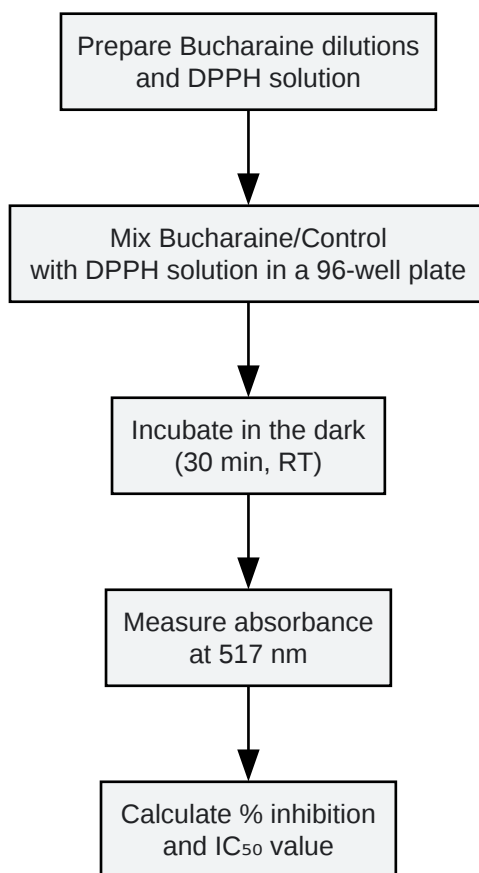 Prepare Bucharaine dilutions
and DPPH solution
Mix Bucharaine/Control
with DPPH solution in a 96-well plate
Incubate in the dark
(30 min, RT)
Measure absorbance
at 517 nm
Calculate % inhibition
and IC₅₀ value